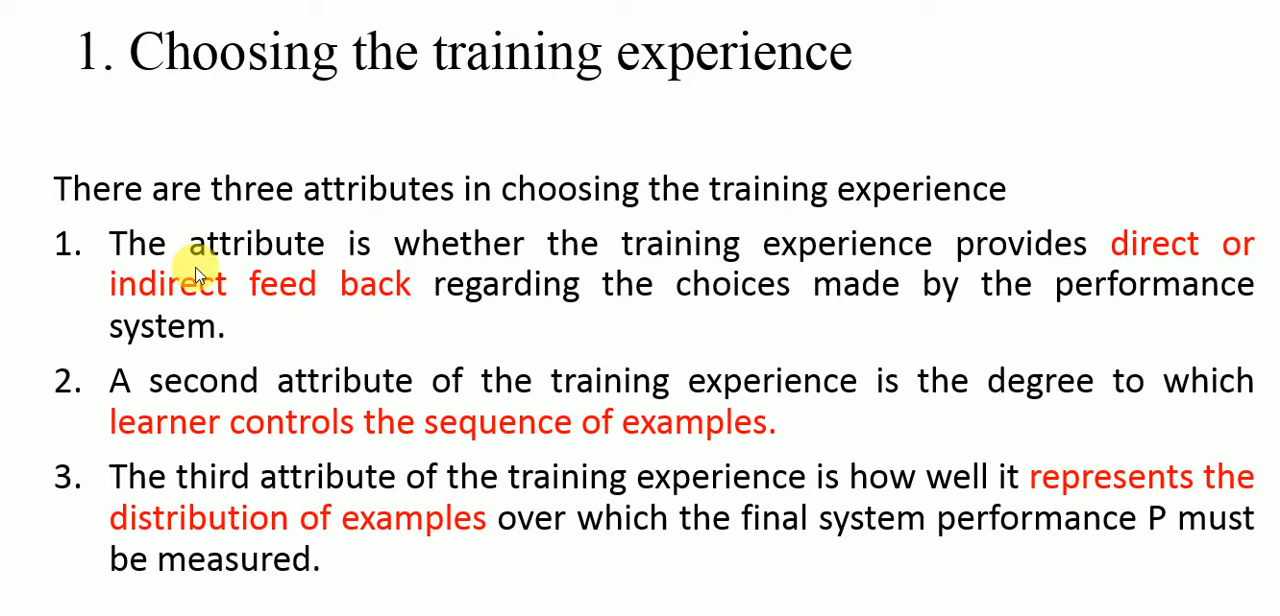 1. Choosing the training experience
There are three attributes in choosing the training experience
1. The attribute is whether the training experience provides direct or
indirect feed back regarding the choices made by the performance
system.
2. A second attribute of the training experience is the degree to which
learner controls the sequence of examples.
3. The third attribute of the training experience is how well it represents the
distribution of examples over which the final system performance P must
be measured.